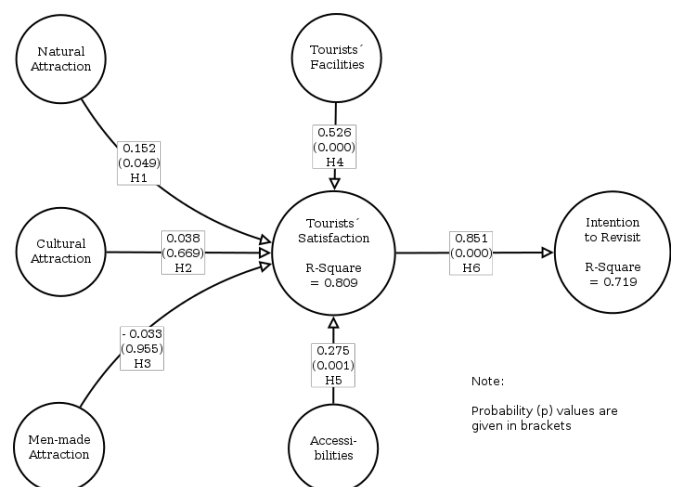 Natural
Attraction
Tourists´
Facilities
0.152
(0.049)
H1
0.526
(0.000)
H4
Cultural
Attraction
0.038
(0.669)
H2
Tourists´
Satisfaction
R-Square
= 0.809
0.851
(0.000)
H6
Intention
to Revisit
R-Square
= 0.719
- 0.033
(0.955)
H3
0.275
(0.001)
H5
Men-made
Attraction
Accessi-
bilities
Note:
Probability (p) values are
given in brackets